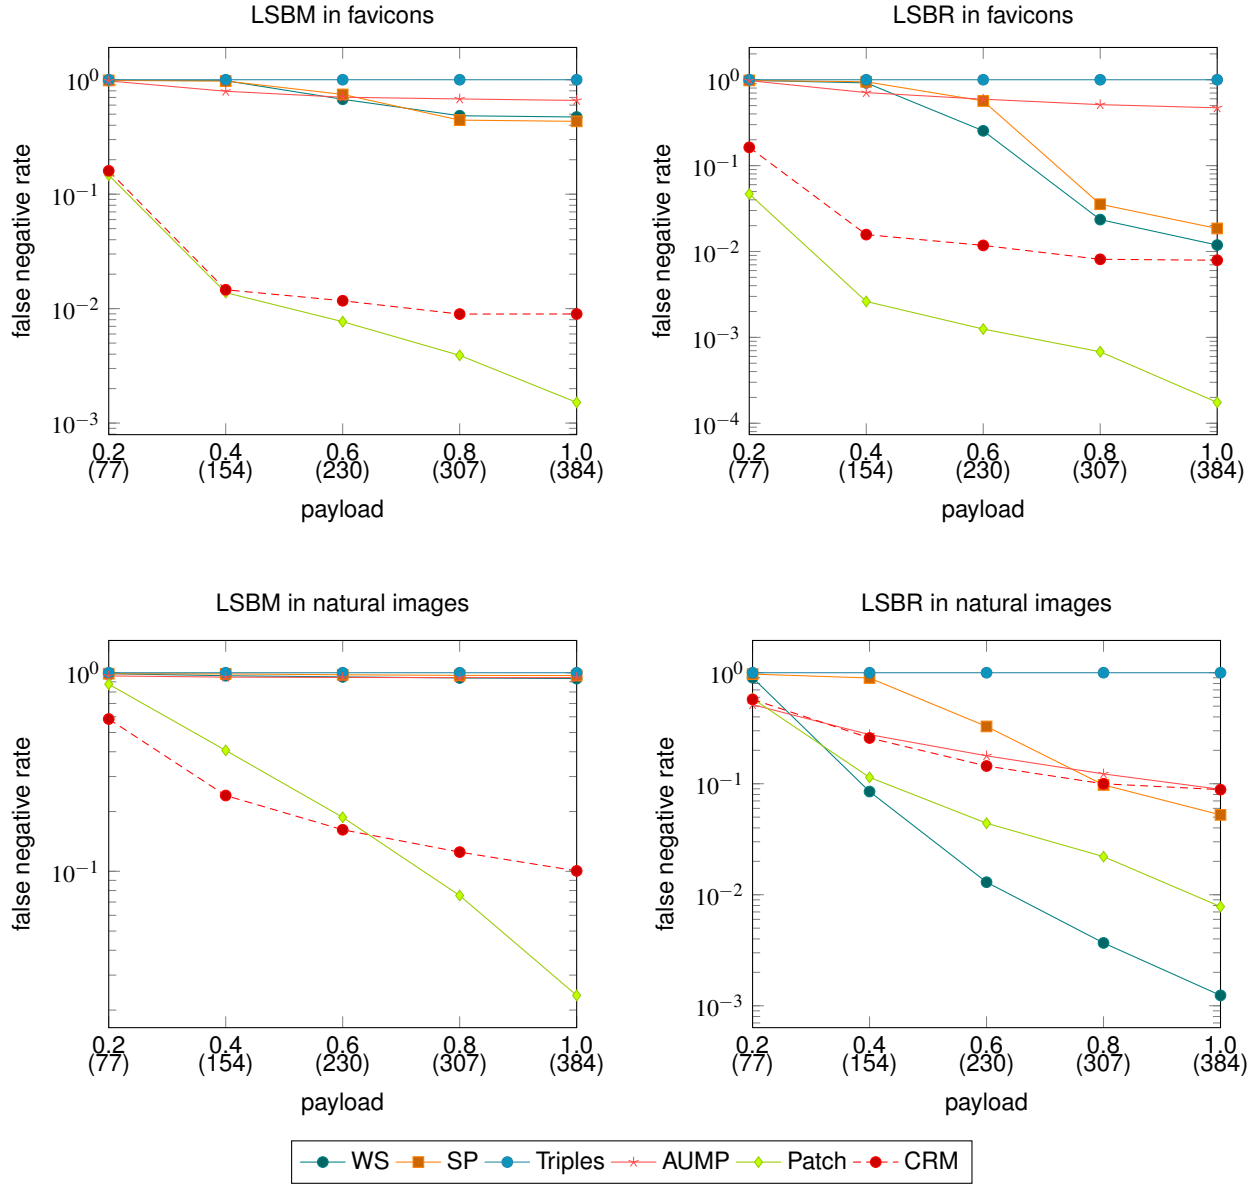 LSBM in favicons
10^0
10^-1
10^-2
10^-3
false negative rate
0.2 0.4 0.6 0.8 1.0
(77) (154) (230) (307) (384)
payload
LSBR in favicons
10^0
10^-1
10^-2
10^-3
10^-4
false negative rate
0.2 0.4 0.6 0.8 1.0
(77) (154) (230) (307) (384)
payload
LSBM in natural images
10^0
10^-1
false negative rate
0.2 0.4 0.6 0.8 1.0
(77) (154) (230) (307) (384)
payload
LSBR in natural images
10^0
10^-1
10^-2
10^-3
false negative rate
0.2 0.4 0.6 0.8 1.0
(77) (154) (230) (307) (384)
payload
WS SP Triples AUMP Patch CRM